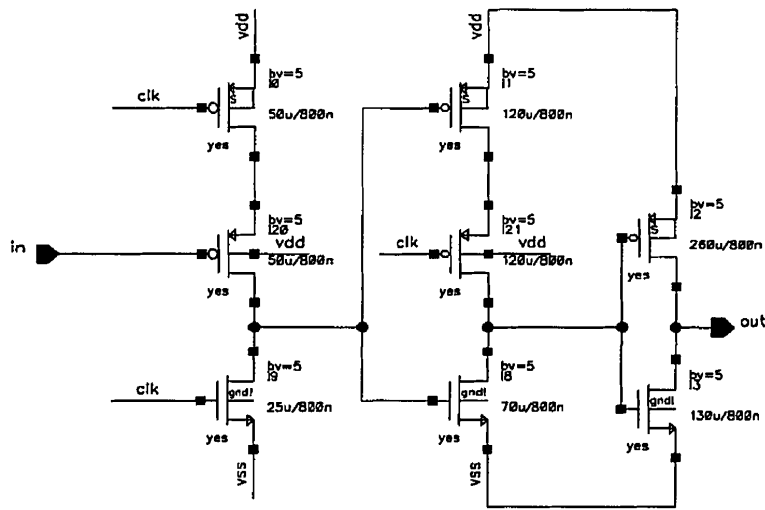 vdd
vdd
bv=5
I0
bv=5
I1
clk
S
50u/800n
S
120u/800n
yes
yes
bv=5
I20
bv=5
I21
bv=5
I2
in
vdd
clk
vdd
S
260u/800n
50u/800n
120u/800n
yes
yes
yes
out
bv=5
I9
bv=5
I8
bv=5
I3
clk
gnd!
gnd!
gnd!
25u/800n
70u/800n
130u/800n
yes
yes
yes
vss
vss